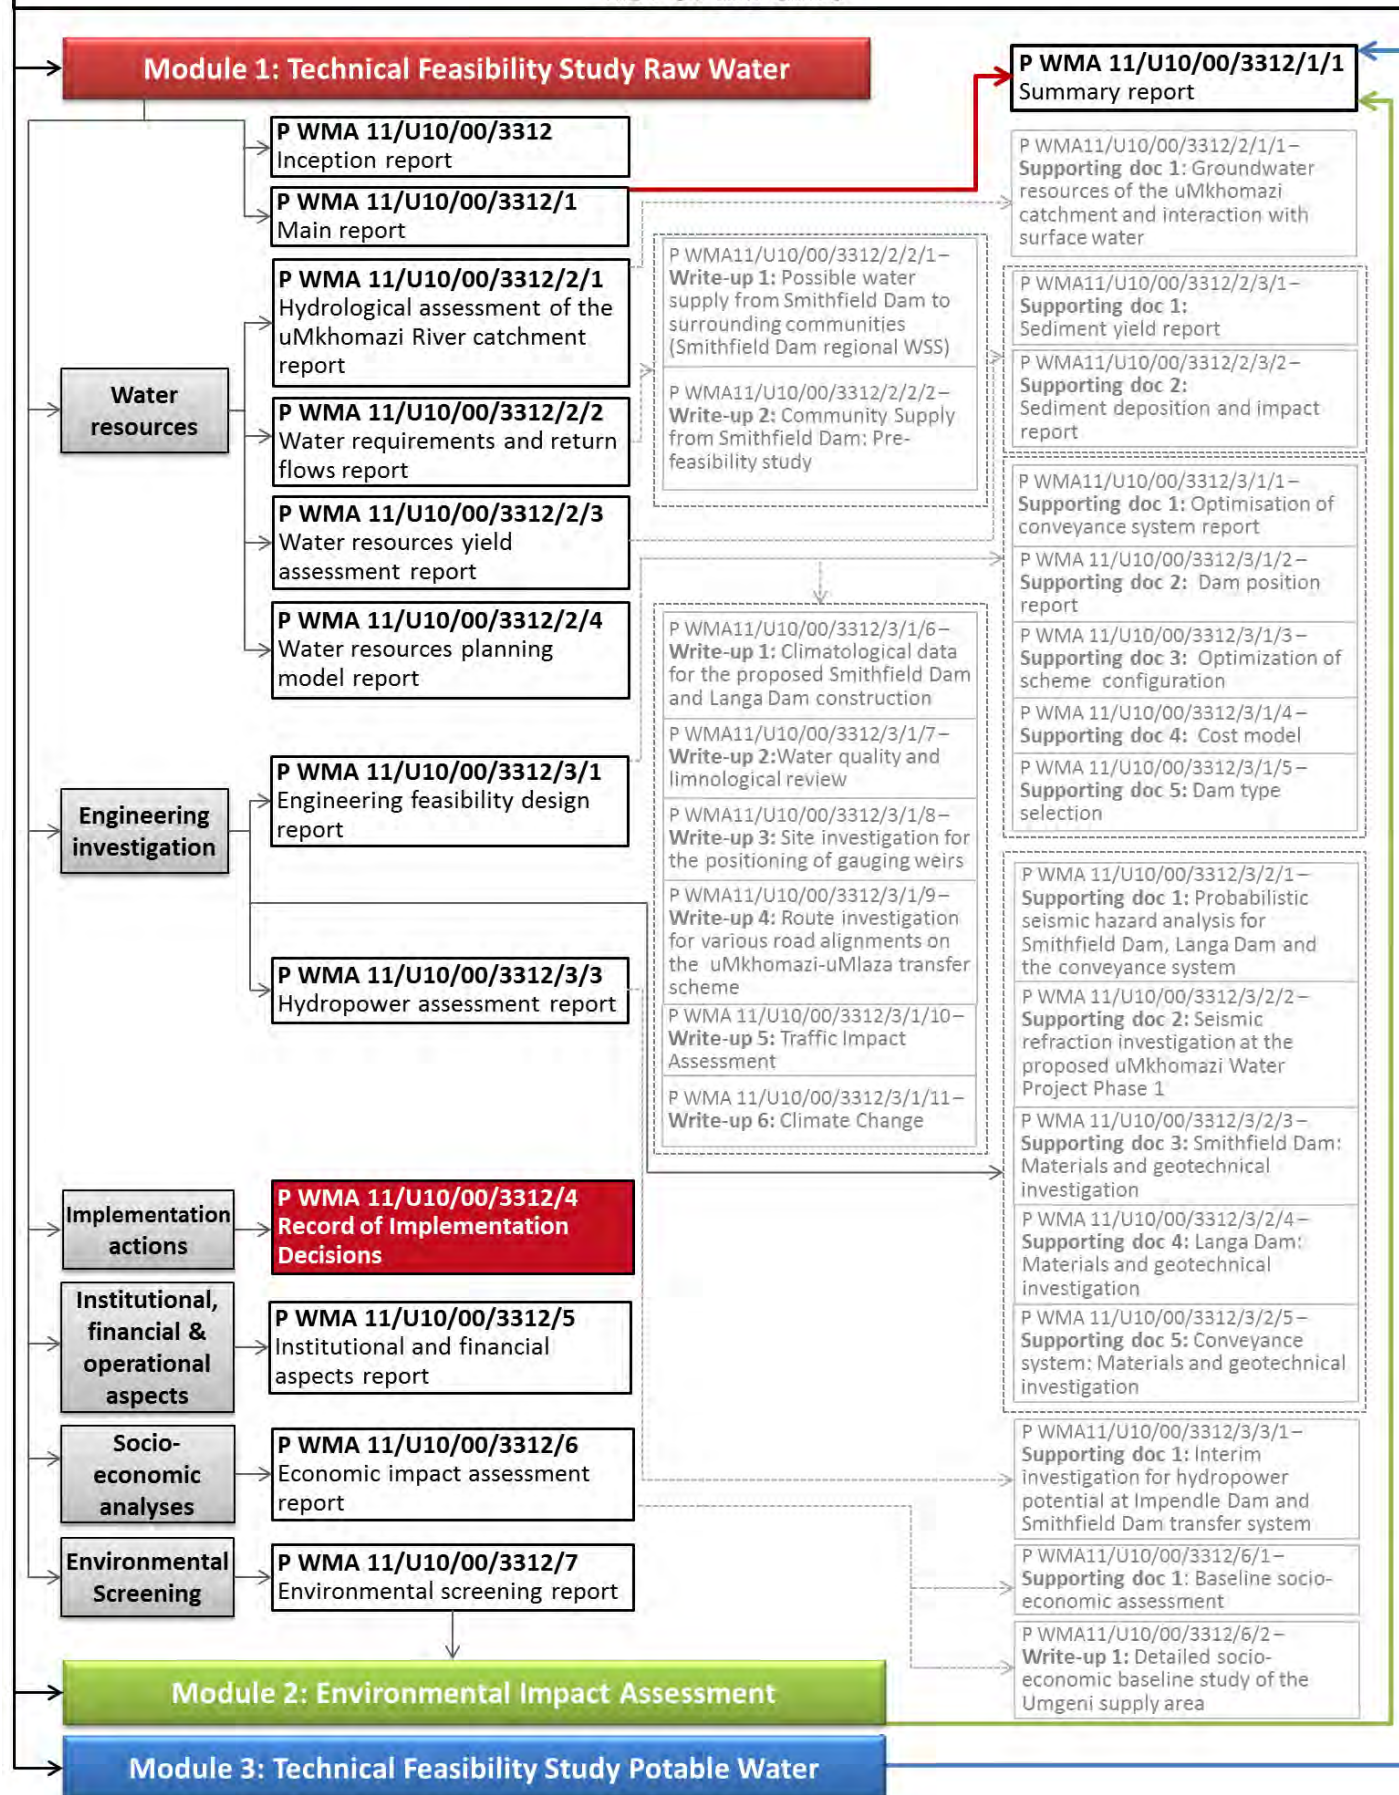 Module 1: Technical Feasibility Study Raw Water
P WMA 11/U10/00/3312/1/1
Summary report
P WMA 11/U10/00/3312
Inception report
P WMA 11/U10/00/3312/1
Main report
P WMA 11/U10/00/3312/2/1
Hydrological assessment of the
uMkhomazi River catchment
report
Water
resources
P WMA 11/U10/00/3312/2/2
Water requirements and return
flows report
P WMA 11/U10/00/3312/2/3
Water resources yield
assessment report
P WMA 11/U10/00/3312/2/4
Water resources planning
model report
P WMA11/U10/00/3312/2/2/1–
Write-up 1: Possible water
supply from Smithfield Dam to
surrounding communities
(Smithfield Dam regional WSS)
P WMA11/U10/00/3312/2/2/2–
Write-up 2: Community Supply
from Smithfield Dam: Pre-
feasibility study
P WMA11/U10/00/3312/2/1/1–
Supporting doc 1: Groundwater
resources of the uMkhomazi
catchment and interaction with
surface water
P WMA11/U10/00/3312/2/3/1–
Supporting doc 1:
Sediment yield report
P WMA11/U10/00/3312/2/3/2–
Supporting doc 2:
Sediment deposition and impact
report
P WMA11/U10/00/3312/3/1/1–
Supporting doc 1: Optimisation of
conveyance system report
P WMA 11/U10/00/3312/3/1/2–
Supporting doc 2: Dam position
report
P WMA 11/U10/00/3312/3/1/3–
Supporting doc 3: Optimization of
scheme configuration
P WMA 11/U10/00/3312/3/1/4–
Supporting doc 4: Cost model
P WMA 11/U10/00/3312/3/1/5–
Supporting doc 5: Dam type
selection
Engineering
investigation
P WMA 11/U10/00/3312/3/1
Engineering feasibility design
report
P WMA 11/U10/00/3312/3/3
Hydropower assessment report
P WMA11/U10/00/3312/3/1/6–
Write-up 1: Climatological data
for the proposed Smithfield Dam
and Langa Dam construction
P WMA11/U10/00/3312/3/1/7–
Write-up 2:Water quality and
limnological review
P WMA11/U10/00/3312/3/1/8–
Write-up 3: Site investigation for
the positioning of gauging weirs
P WMA11/U10/00/3312/3/1/9–
Write-up 4: Route investigation
for various road alignments on
the uMkhomazi-uMlaza transfer
scheme
P WMA 11/U10/00/3312/3/1/10–
Write-up 5: Traffic Impact
Assessment
P WMA 11/U10/00/3312/3/1/11–
Write-up 6: Climate Change
P WMA 11/U10/00/3312/3/2/1–
Supporting doc 1: Probabilistic
seismic hazard analysis for
Smithfield Dam, Langa Dam and
the conveyance system
P WMA 11/U10/00/3312/3/2/2–
Supporting doc 2: Seismic
refraction investigation at the
proposed uMkhomazi Water
Project Phase 1
P WMA 11/U10/00/3312/3/2/3–
Supporting doc 3: Smithfield Dam:
Materials and geotechnical
investigation
P WMA 11/U10/00/3312/3/2/4–
Supporting doc 4: Langa Dam:
Materials and geotechnical
investigation
P WMA 11/U10/00/3312/3/2/5–
Supporting doc 5: Conveyance
system: Materials and geotechnical
investigation
Implementation
actions
P WMA 11/U10/00/3312/4
Record of Implementation
Decisions
Institutional,
financial &
operational
aspects
P WMA 11/U10/00/3312/5
Institutional and financial
aspects report
Socio-
economic
analyses
P WMA 11/U10/00/3312/6
Economic impact assessment
report
Environmental
Screening
P WMA 11/U10/00/3312/7
Environmental screening report
P WMA11/U10/00/3312/3/3/1–
Supporting doc 1: Interim
investigation for hydropower
potential at Impendle Dam and
Smithfield Dam transfer system
P WMA11/U10/00/3312/6/1–
Supporting doc 1: Baseline socio-
economic assessment
P WMA11/U10/00/3312/6/2–
Write-up 1: Detailed socio-
economic baseline study of the
Umgeni supply area
Module 2: Environmental Impact Assessment
Module 3: Technical Feasibility Study Potable Water